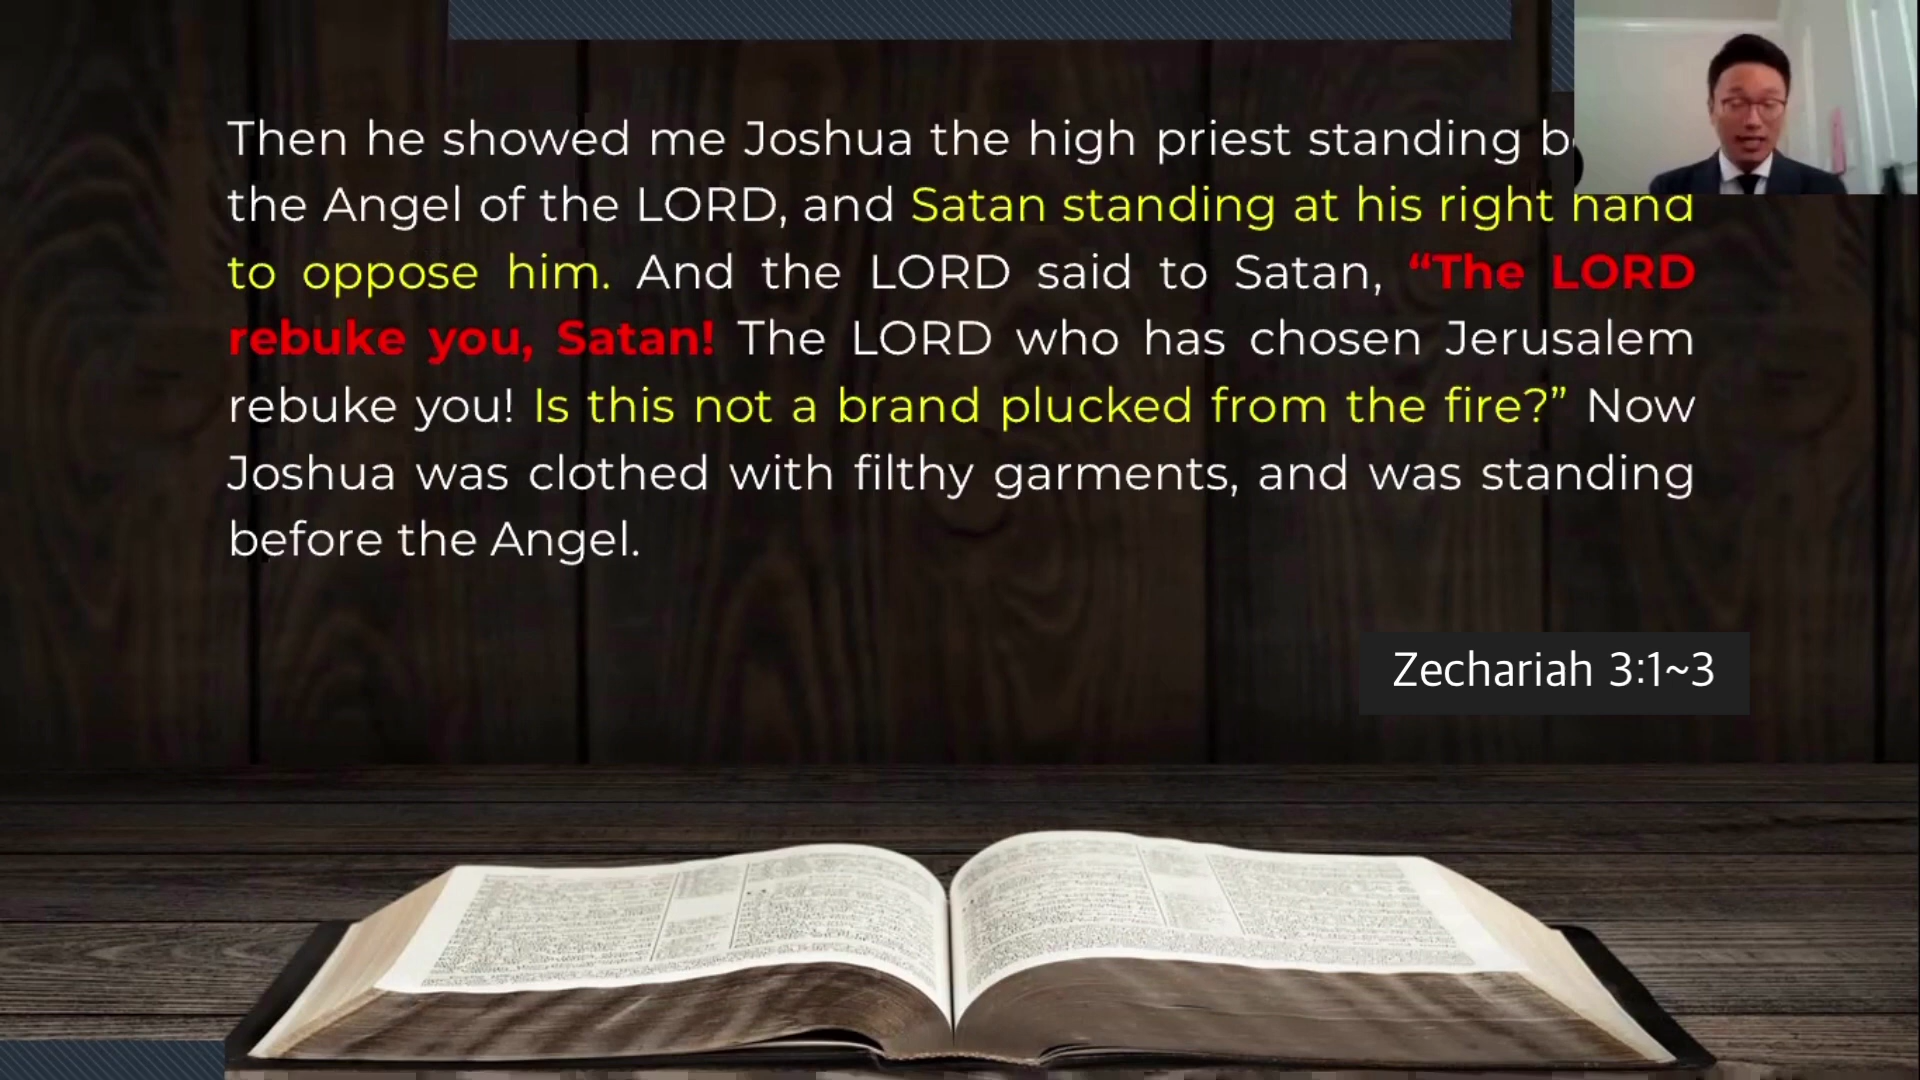 Then he showed me Joshua the high priest standing
the Angel of the LORD, and Satan standing at his right hand
to oppose him. And the LORD said to Satan, “The LORD
rebuke you, Satan! The LORD who has chosen Jerusalem
rebuke you! Is this not a brand plucked from the fire?” Now
Joshua was clothed with filthy garments, and was standing
before the Angel.
Zechariah 3:1~3